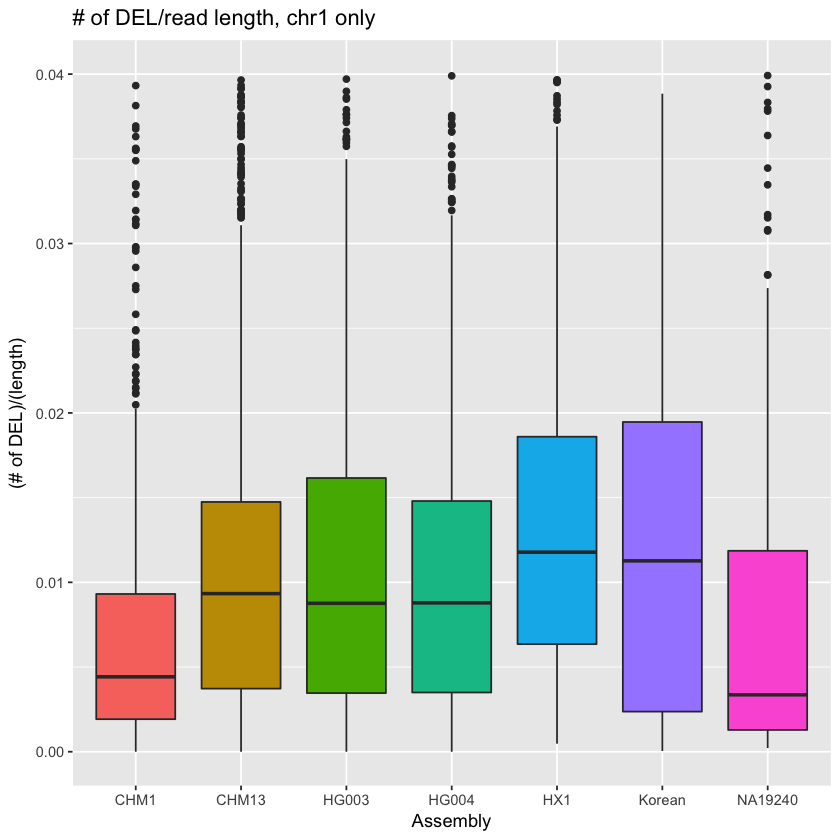 # of DEL/read length, chr1 only
(# of DEL)/(length)
0.04
0.03
0.02
0.01
0.00
CHM1 CHM13 HG003 HG004 HX1 Korean NA19240
Assembly